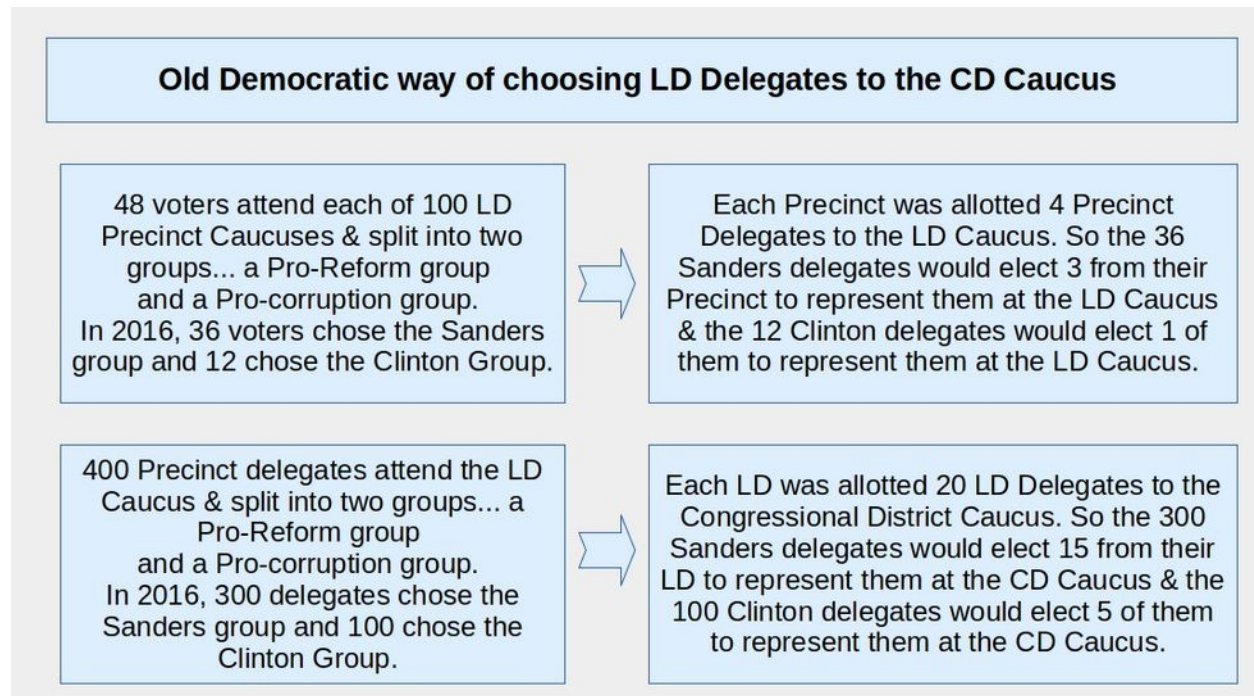 Old Democratic way of choosing LD Delegates to the CD Caucus
48 voters attend each of 100 LD
Precinct Caucuses & split into two
groups... a Pro-Reform group
and a Pro-corruption group.
In 2016, 36 voters chose the Sanders
group and 12 chose the Clinton Group.
Each Precinct was allotted 4 Precinct
Delegates to the LD Caucus. So the 36
Sanders delegates would elect 3 from their
Precinct to represent them at the LD Caucus
& the 12 Clinton delegates would elect 1 of
them to represent them at the LD Caucus.
400 Precinct delegates attend the LD
Caucus & split into two groups... a
Pro-Reform group
and a Pro-corruption group.
In 2016, 300 delegates chose the
Sanders group and 100 chose the
Clinton Group.
Each LD was allotted 20 LD Delegates to the
Congressional District Caucus. So the 300
Sanders delegates would elect 15 from their
LD to represent them at the CD Caucus & the
100 Clinton delegates would elect 5 of them
to represent them at the CD Caucus.